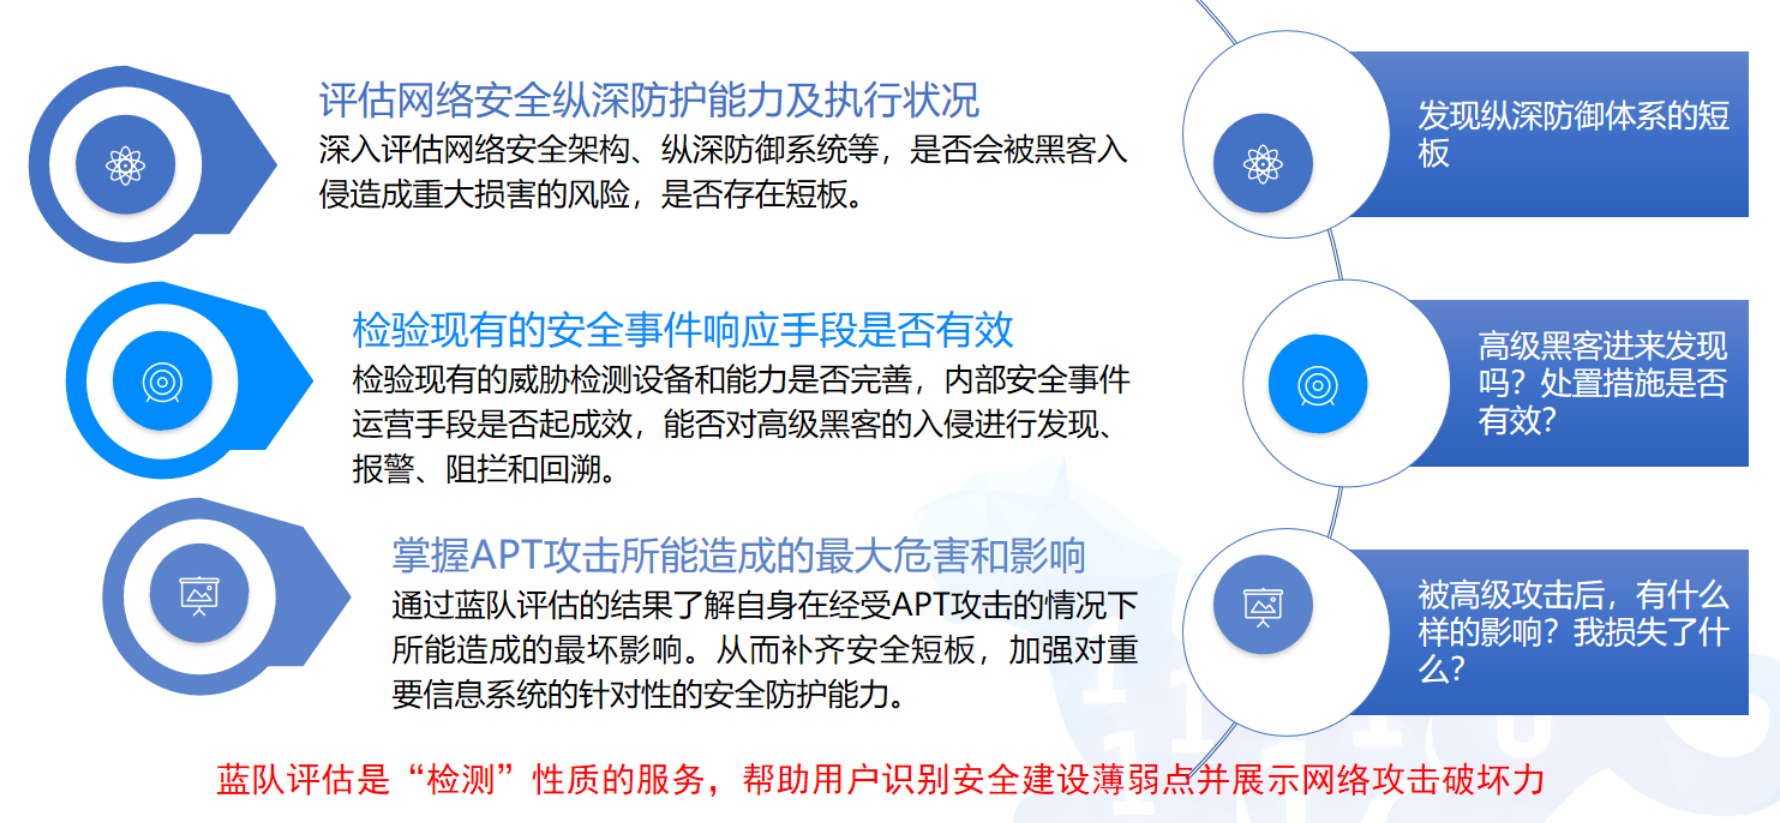 评估网络安全纵深防护能力及执行状况
深入评估网络安全架构、纵深防御系统等，是否会被黑客入
侵造成重大损害的风险，是否存在短板。
发现纵深防御体系的短
板
检验现有的安全事件响应手段是否有效
检验现有的威胁检测设备和能力是否完善，内部安全事件
运营手段是否起成效，能否对高级黑客的入侵进行发现、
报警、阻拦和回溯。
高级黑客进来发现
吗？处置措施是否
有效？
掌握APT攻击所能造成的最大危害和影响
通过蓝队评估的结果了解自身在经受APT攻击的情况下
所能造成的最坏影响。从而补齐安全短板，加强对重
要信息系统的针对性的安全防护能力。
被高级攻击后，有什么
样的影响？我损失了什
么？
蓝队评估是“检测”性质的服务，帮助用户识别安全建设薄弱点并展示网络攻击破坏力